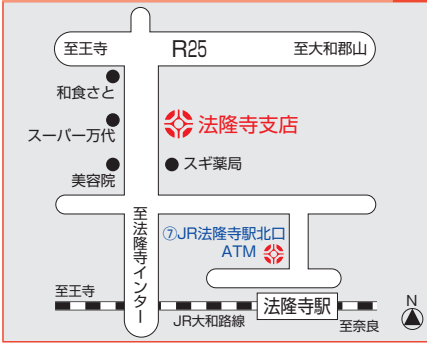 至王寺
R25
至大和郡山
和食さと
法隆寺支店
スーパー万代
スギ薬局
美容院
至法隆寺インター
⑦JR法隆寺駅北口
ATM
至王寺
法隆寺駅
JR大和路線
至奈良
N